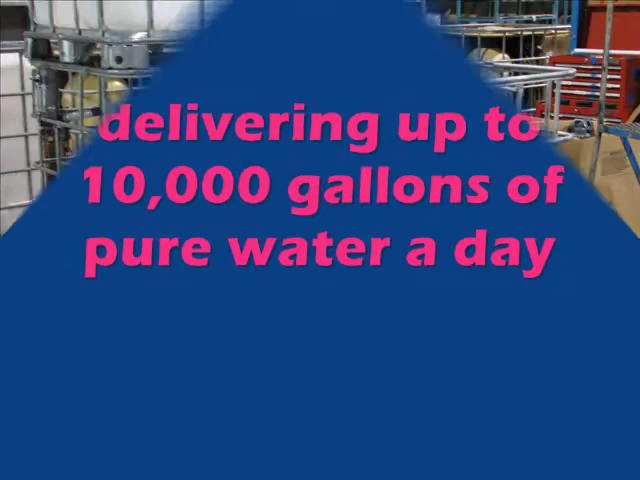 delivering up to
10,000 gallons of
pure water a day